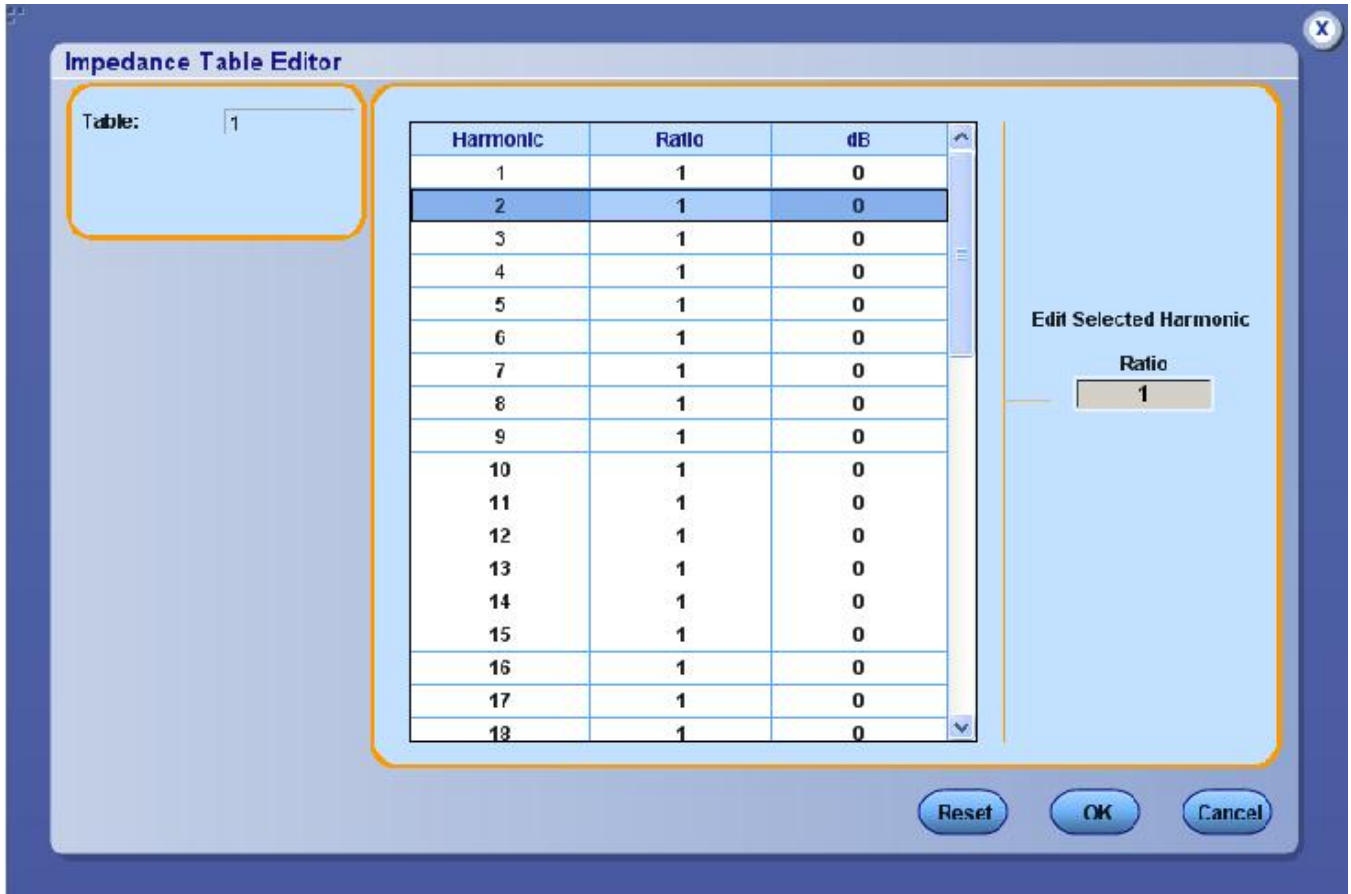 X
Impedance Table Editor
Table: 1
Harmonic Ratio dB
1 1 0
2 1 0
3 1 0
4 1 0
5 1 0
6 1 0
7 1 0
8 1 0
9 1 0
10 1 0
11 1 0
12 1 0
13 1 0
14 1 0
15 1 0
16 1 0
17 1 0
18 1 0
Edit Selected Harmonic
Ratio
1
Reset OK Cancel